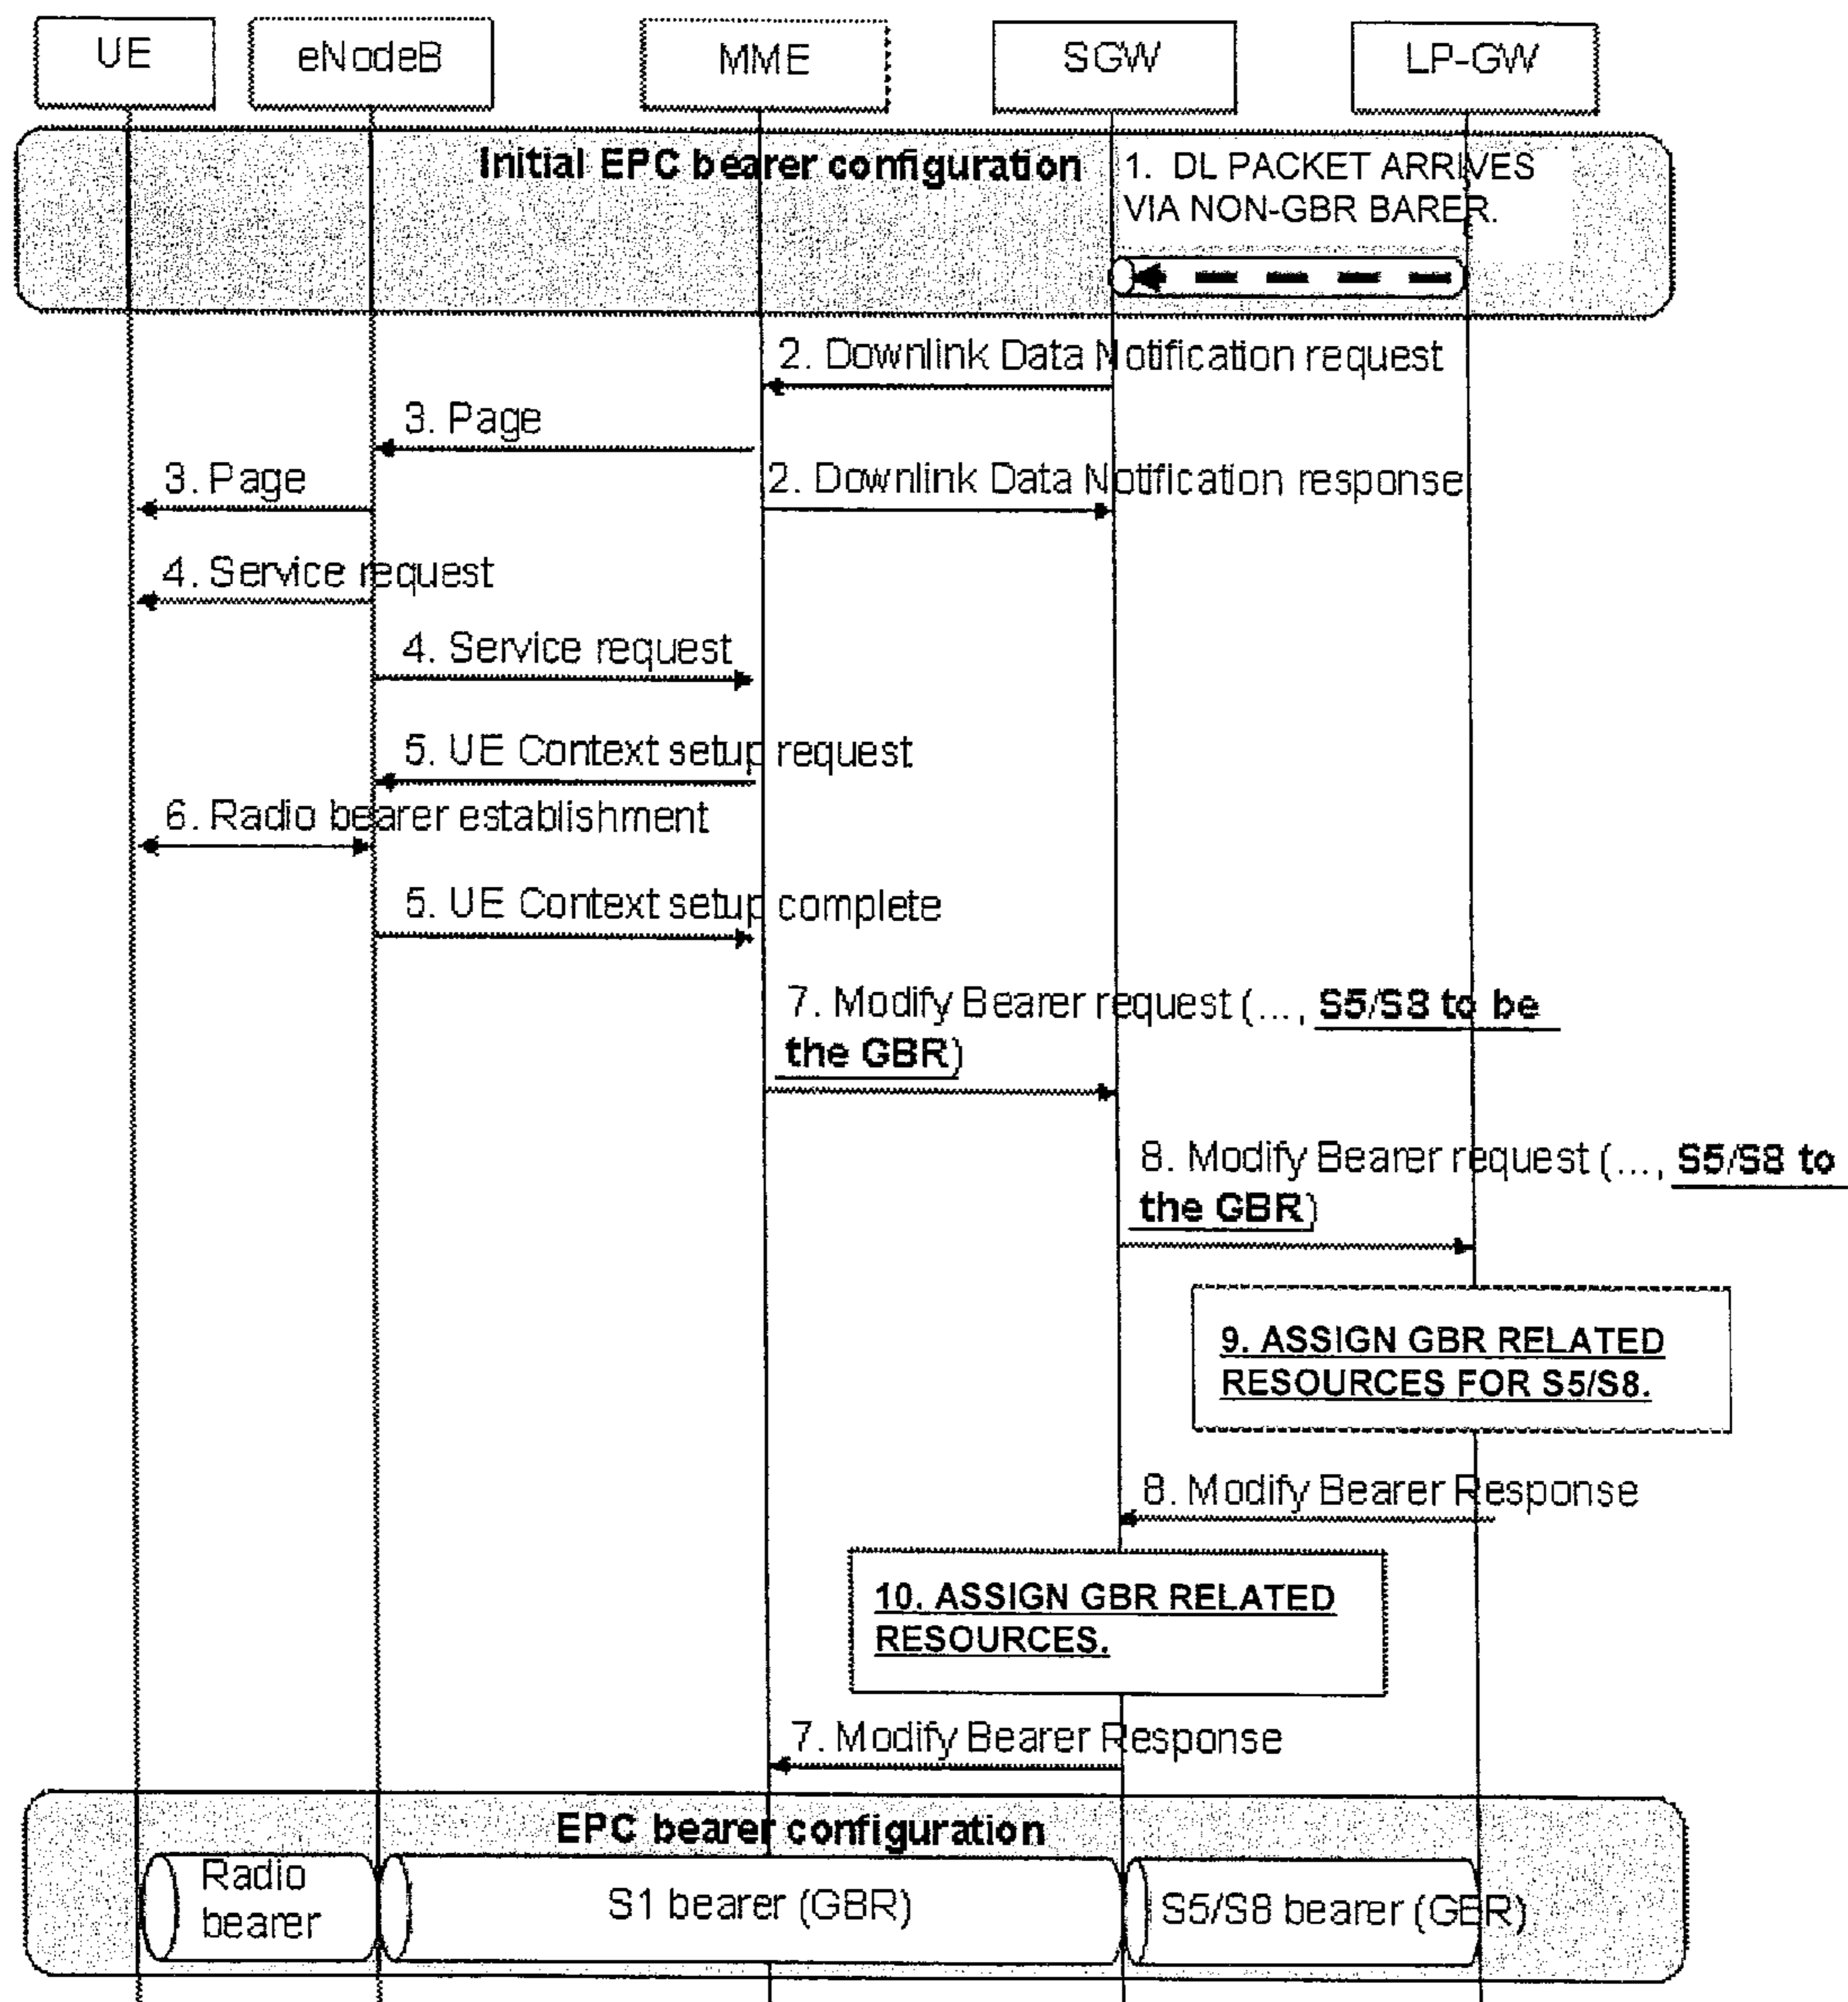 UE
eNodeB
MME
SGW
LP-GW
Initial EPC bearer configuration
1. DL PACKET ARRIVES
VIA NON-GBR BARER.
2. Downlink Data Notification request
3. Page
3. Page
2. Downlink Data Notification response
4. Service request
4. Service request
5. UE Context setup request
6. Radio bearer establishment
5. UE Context setup complete
7. Modify Bearer request (..., S5/S8 to be
the GBR)
8. Modify Bearer request (..., S5/S8 to
the GBR)
9. ASSIGN GBR RELATED
RESOURCES FOR S5/S8.
8. Modify Bearer Response
10. ASSIGN GBR RELATED
RESOURCES.
7. Modify Bearer Response
EPC bearer configuration
Radio
bearer
S1 bearer (GBR)
S5/S8 bearer (GBR)